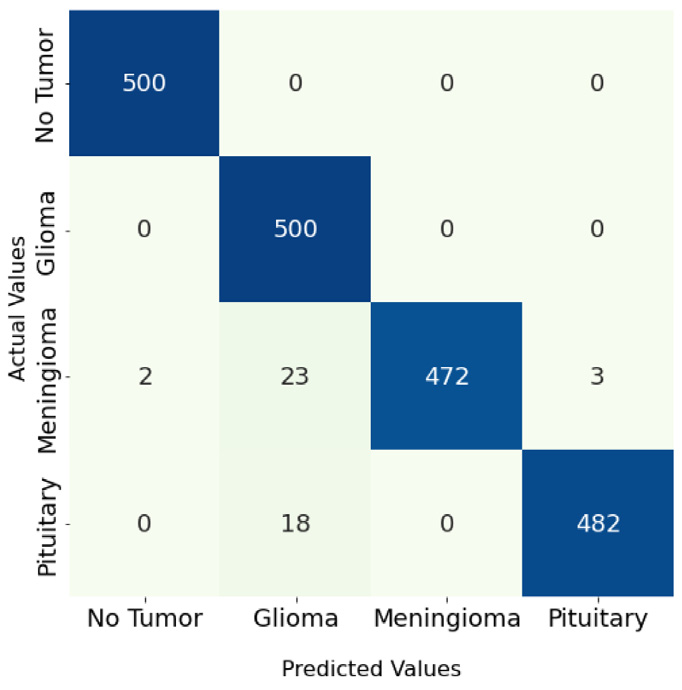 Actual Values
No Tumor
500 0 0 0
Glioma
0 500 0 0
Meningioma
2 23 472 3
Pituitary
0 18 0 482
No Tumor Glioma Meningioma Pituitary
Predicted Values